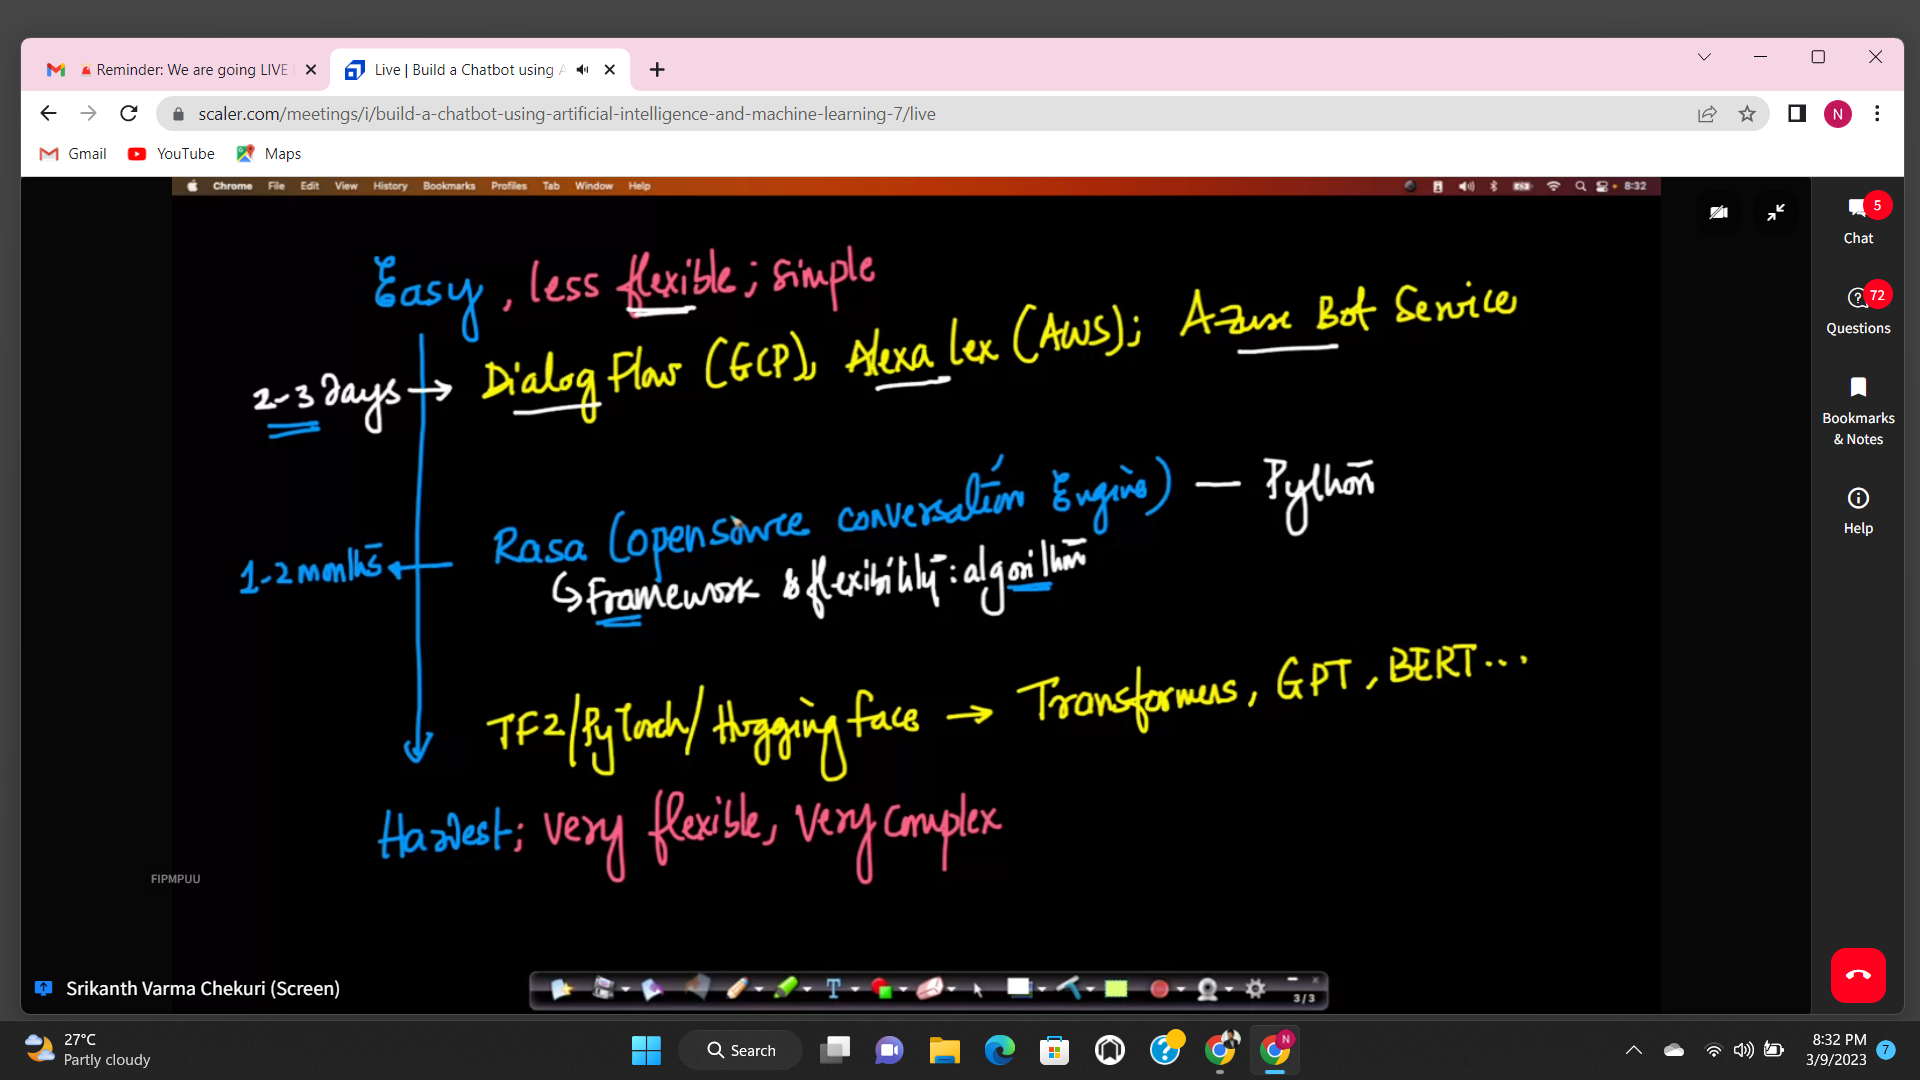 Reminder: We are going LIVE
Live | Build a Chatbot using A
scaler.com/meetings/i/build-a-chatbot-using-artificial-intelligence-and-machine-learning-7/live
N
Gmail YouTube Maps
Chrome File Edit View History Bookmarks Profiles Tab Window Help
8:32
5
Chat
72
Questions
Bookmarks
& Notes
Help
Easy, less flexible; simple
2-3 days → Dialog Flow (GCP), Alexa lex (AWS); Azure Bot Service
Rasa (opensource conversation Engine) — Python
1-2 months
↳ Framework & flexibility: algorithm
TF2/PyTorch/Hugging face → Transformers, GPT, BERT...
Hardest; very flexible, very complex
FIPMPUU
Srikanth Varma Chekuri (Screen)
T
3/3
27°C
Partly cloudy
Search
N
8:32 PM
3/9/2023
7